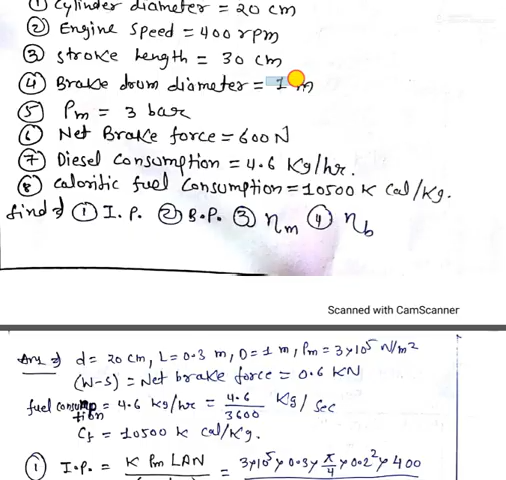 ① Cylinder diameter = 20 cm
② Engine speed = 400 rpm
③ Stroke length = 30 cm
④ Brake drum diameter = 1 m
⑤ Pm = 3 bar
⑥ Net Brake force = 600 N
⑦ Diesel Consumption = 4.6 Kg/hr.
⑧ Calorific fuel Consumption = 10500 K Cal/Kg.
find ⇒ ① I.P. ② B.P. ③ ηm ④ ηb
Scanned with CamScanner
Ans ⇒ d = 20 cm, L = 0.3 m, D = 1 m, Pm = 3×10⁵ N/m²
(W-S) = Net brake force = 0.6 KN
fuel consumption = 4.6 kg/hr = 4.6/3600 Kg/sec
Cf = 10500 K Cal/Kg.
① I.P. = K Pm LAN = 3×10⁵ × 0.3 × π/4 × 0.2² × 400